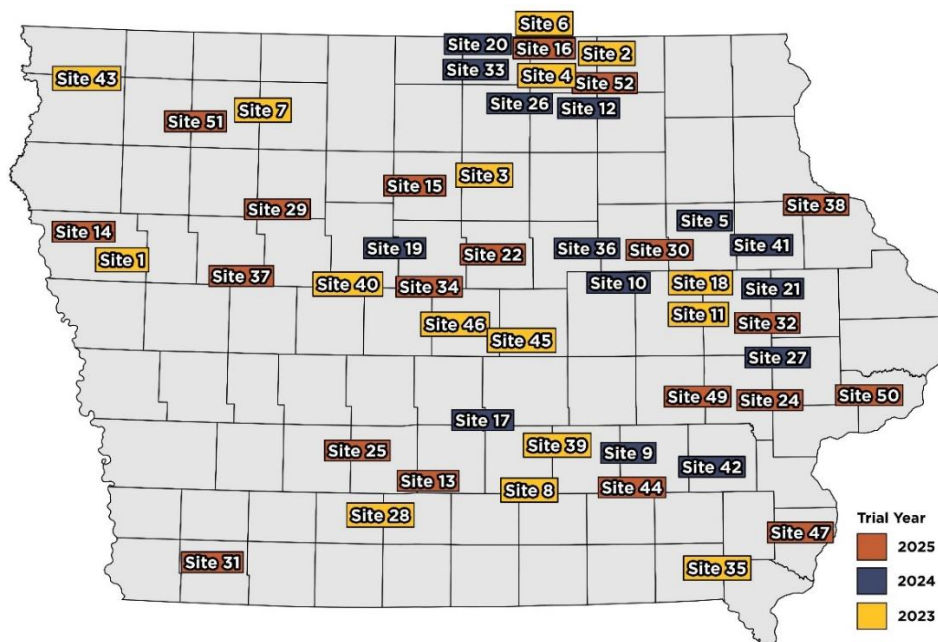 Site 6
Site 20
Site 16
Site 2
Site 33
Site 4
Site 43
Site 52
Site 26
Site 12
Site 7
Site 51
Site 3
Site 15
Site 38
Site 29
Site 5
Site 14
Site 41
Site 19
Site 36
Site 30
Site 22
Site 1
Site 37
Site 40
Site 34
Site 10
Site 18
Site 21
Site 11
Site 46
Site 32
Site 45
Site 27
Site 49
Site 24
Site 50
Site 17
Site 39
Site 25
Site 9
Site 42
Site 13
Site 8
Site 44
Site 28
Site 47
Site 31
Site 35
Trial Year
2025
2024
2023